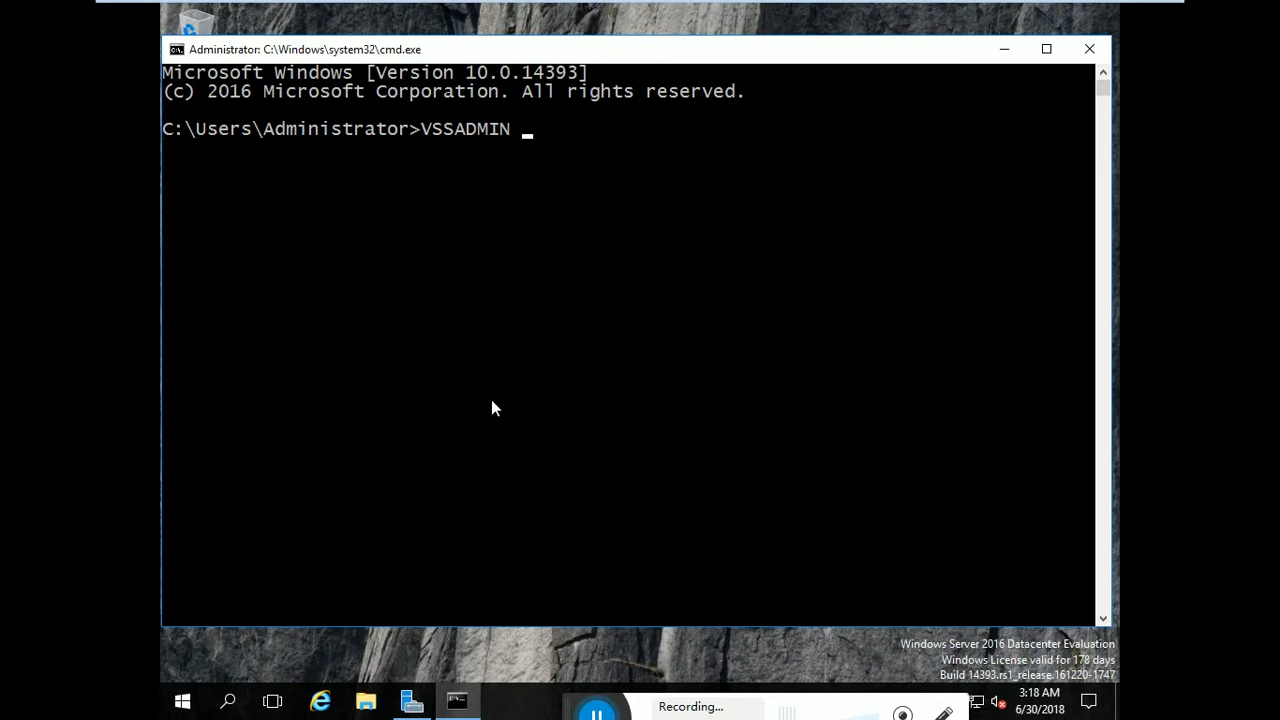 Administrator: C:\Windows\system32\cmd.exe
Microsoft Windows [Version 10.0.14393]
(c) 2016 Microsoft Corporation. All rights reserved.
C:\Users\Administrator>VSSADMIN _
Windows Server 2016 Datacenter Evaluation
Windows License valid for 178 days
Build 14393.rs1_release.161220-1747
Recording...
3:18 AM
6/30/2018